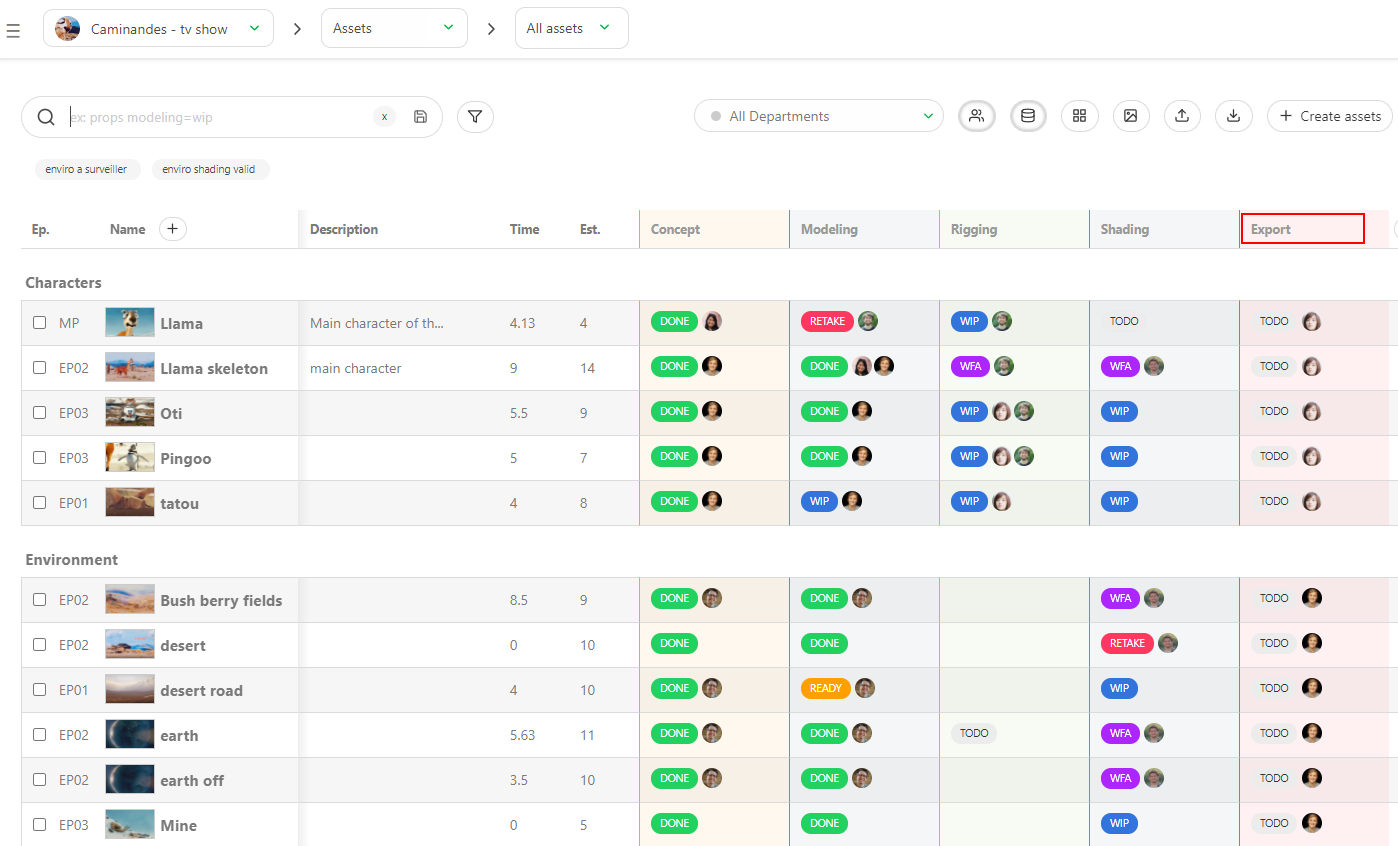 Caminandes - tv show > Assets > All assets
ex: props modeling=wip x All Departments + Create assets
enviro a surveiller enviro shading valid
Ep. Name + Description Time Est. Concept Modeling Rigging Shading Export
Characters
MP Llama Main character of th... 4.13 4 DONE RETAKE WIP TODO TODO
EP02 Llama skeleton main character 9 14 DONE DONE WFA WFA TODO
EP03 Oti 5.5 9 DONE DONE WIP WIP TODO
EP03 Pingoo 5 7 DONE DONE WIP WIP TODO
EP01 tatou 4 8 DONE WIP WIP WIP TODO
Environment
EP02 Bush berry fields 8.5 9 DONE DONE WFA TODO
EP02 desert 0 10 DONE DONE RETAKE TODO
EP01 desert road 4 10 DONE READY WIP TODO
EP02 earth 5.63 11 DONE DONE TODO WFA TODO
EP02 earth off 3.5 10 DONE DONE WFA TODO
EP03 Mine 0 5 DONE DONE WIP TODO